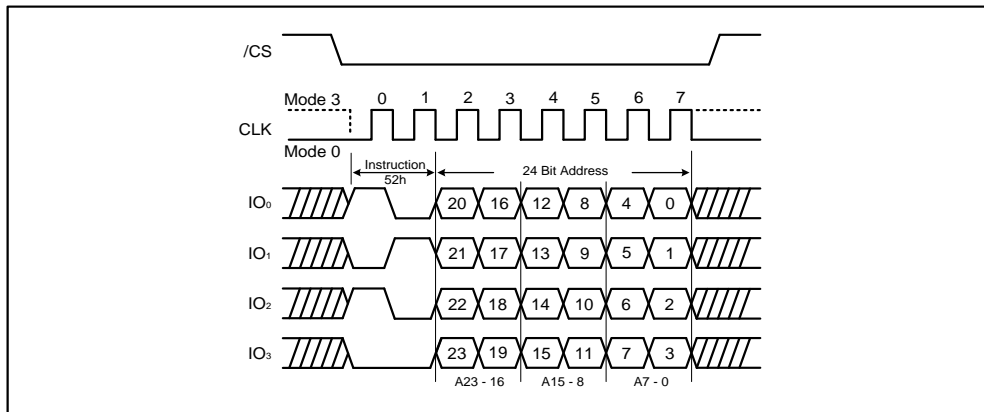 /CS
Mode 3 0 1 2 3 4 5 6 7
CLK
Mode 0
Instruction 24 Bit Address
52h
IO₀ 20 16 12 8 4 0
IO₁ 21 17 13 9 5 1
IO₂ 22 18 14 10 6 2
IO₃ 23 19 15 11 7 3
A23 - 16 A15 - 8 A7 - 0